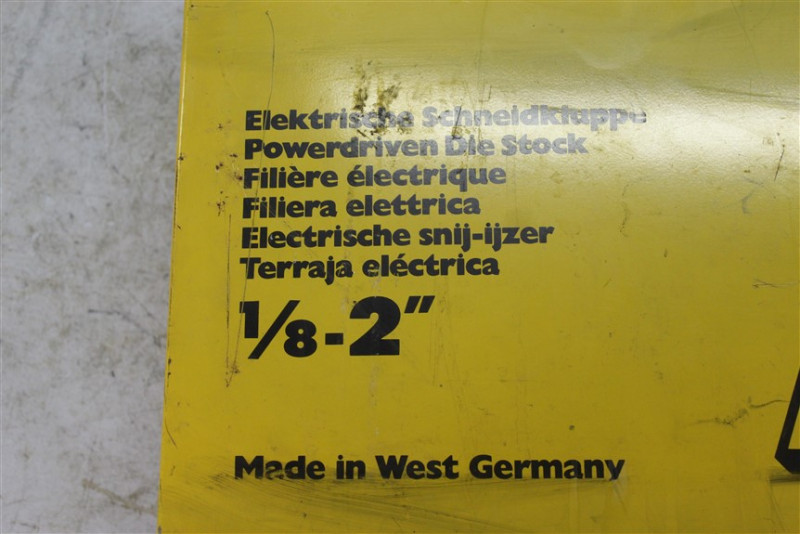 Elektrische Schneidkluppe
Powerdriven Die Stock
Filière électrique
Filiera elettrica
Electrische snij-ijzer
Terraja eléctrica
1/8-2"
Made in West Germany